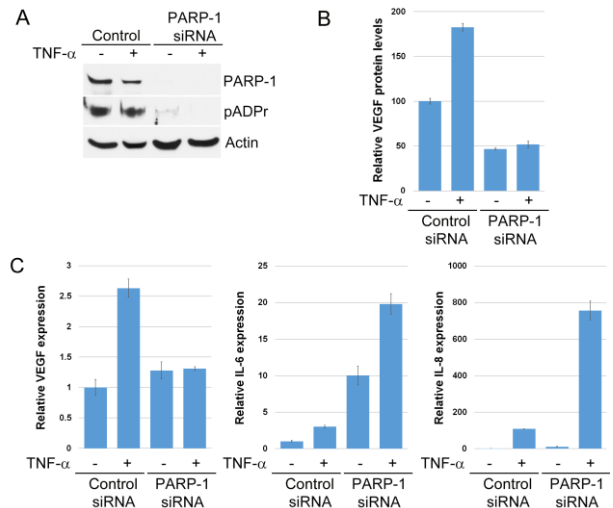 A
Control
PARP-1
siRNA
TNF-α - + - +
PARP-1
pADPr
Actin
B
Relative VEGF protein levels
200
150
100
50
0
TNF-α - + - +
Control
siRNA
PARP-1
siRNA
C
Relative VEGF expression
3
2.5
2
1.5
1
0.5
0
TNF-α - + - +
Control
siRNA
PARP-1
siRNA
Relative IL-6 expression
25
20
15
10
5
0
- + - +
Control
siRNA
PARP-1
siRNA
Relative IL-8 expression
1000
800
600
400
200
0
TNF-α - + - +
Control
siRNA
PARP-1
siRNA